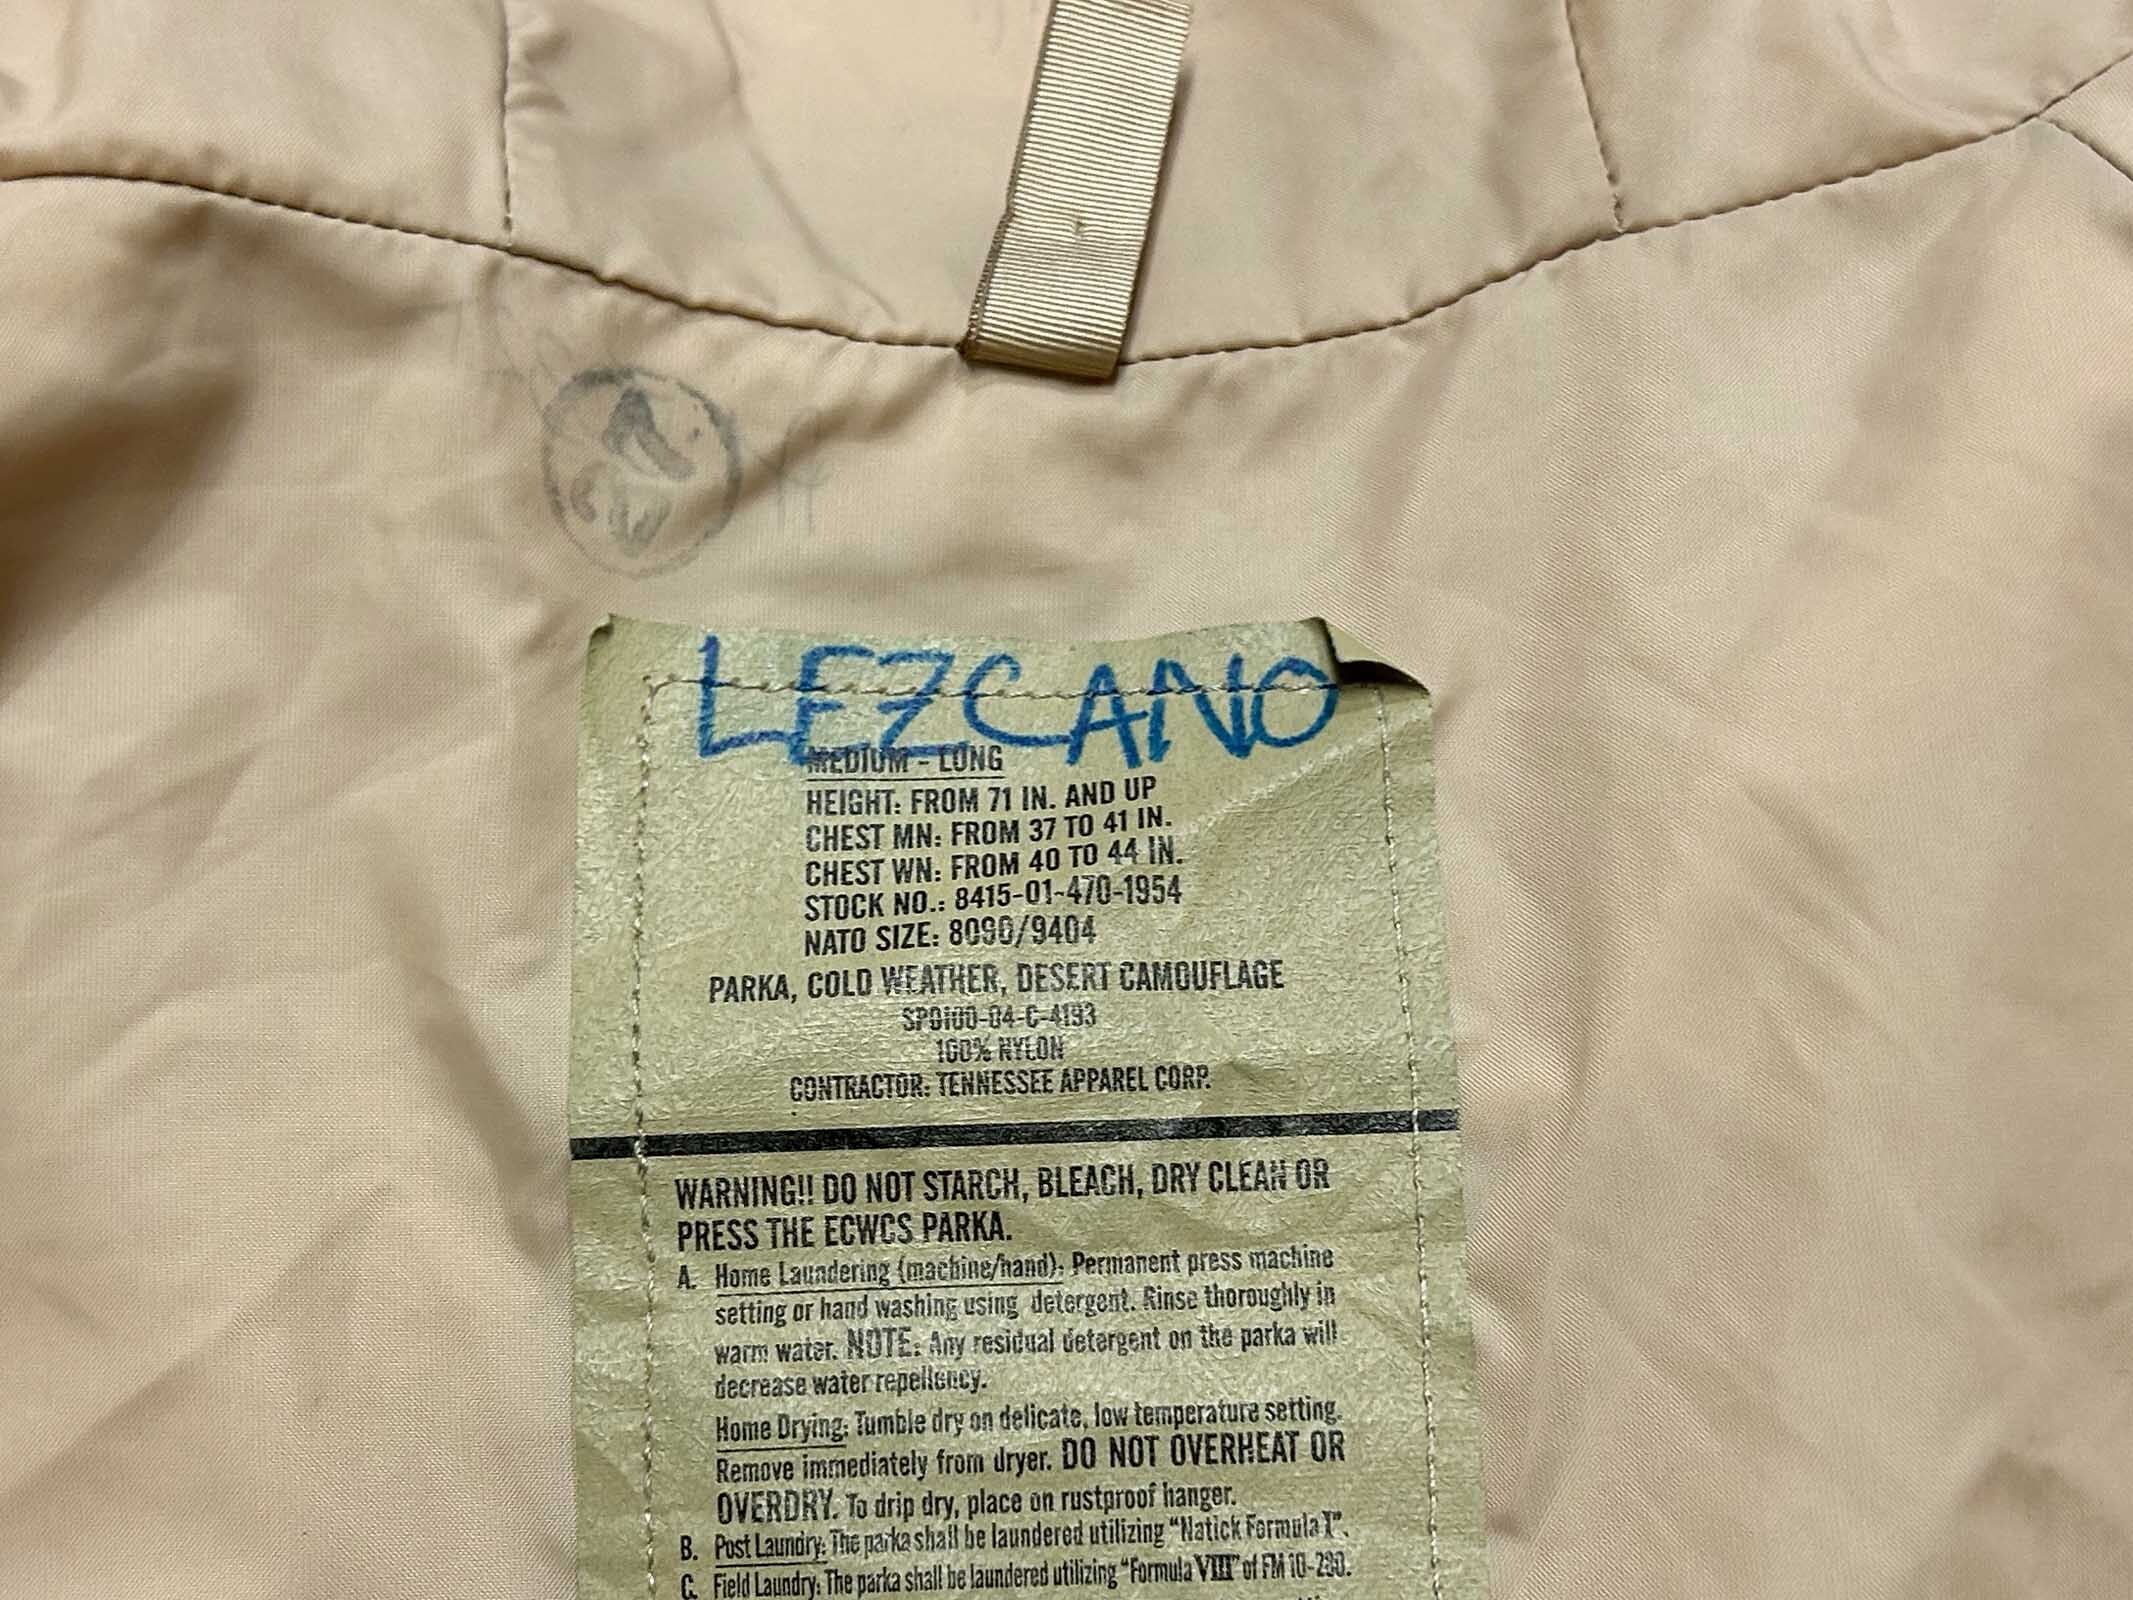 LEZCANO
MEDIUM - LONG
HEIGHT: FROM 71 IN. AND UP
CHEST MN: FROM 37 TO 41 IN.
CHEST WN: FROM 40 TO 44 IN.
STOCK NO.: 8415-01-470-1954
NATO SIZE: 8090/9404
PARKA, COLD WEATHER, DESERT CAMOUFLAGE
SP0100-04-C-4193
100% NYLON
CONTRACTOR: TENNESSEE APPAREL CORP.
WARNING!! DO NOT STARCH, BLEACH, DRY CLEAN OR
PRESS THE ECWCS PARKA.
A. Home Laundering (machine/hand): Permanent press machine
setting or hand washing using detergent. Rinse thoroughly in
warm water. NOTE: Any residual detergent on the parka will
decrease water repellency.
Home Drying: Tumble dry on delicate, low temperature setting.
Remove immediately from dryer. DO NOT OVERHEAT OR
OVERDRY. To drip dry, place on rustproof hanger.
B. Post Laundry: The parka shall be laundered utilizing "Natick Formula I".
C. Field Laundry: The parka shall be laundered utilizing "Formula VIII" of FM 10-280.